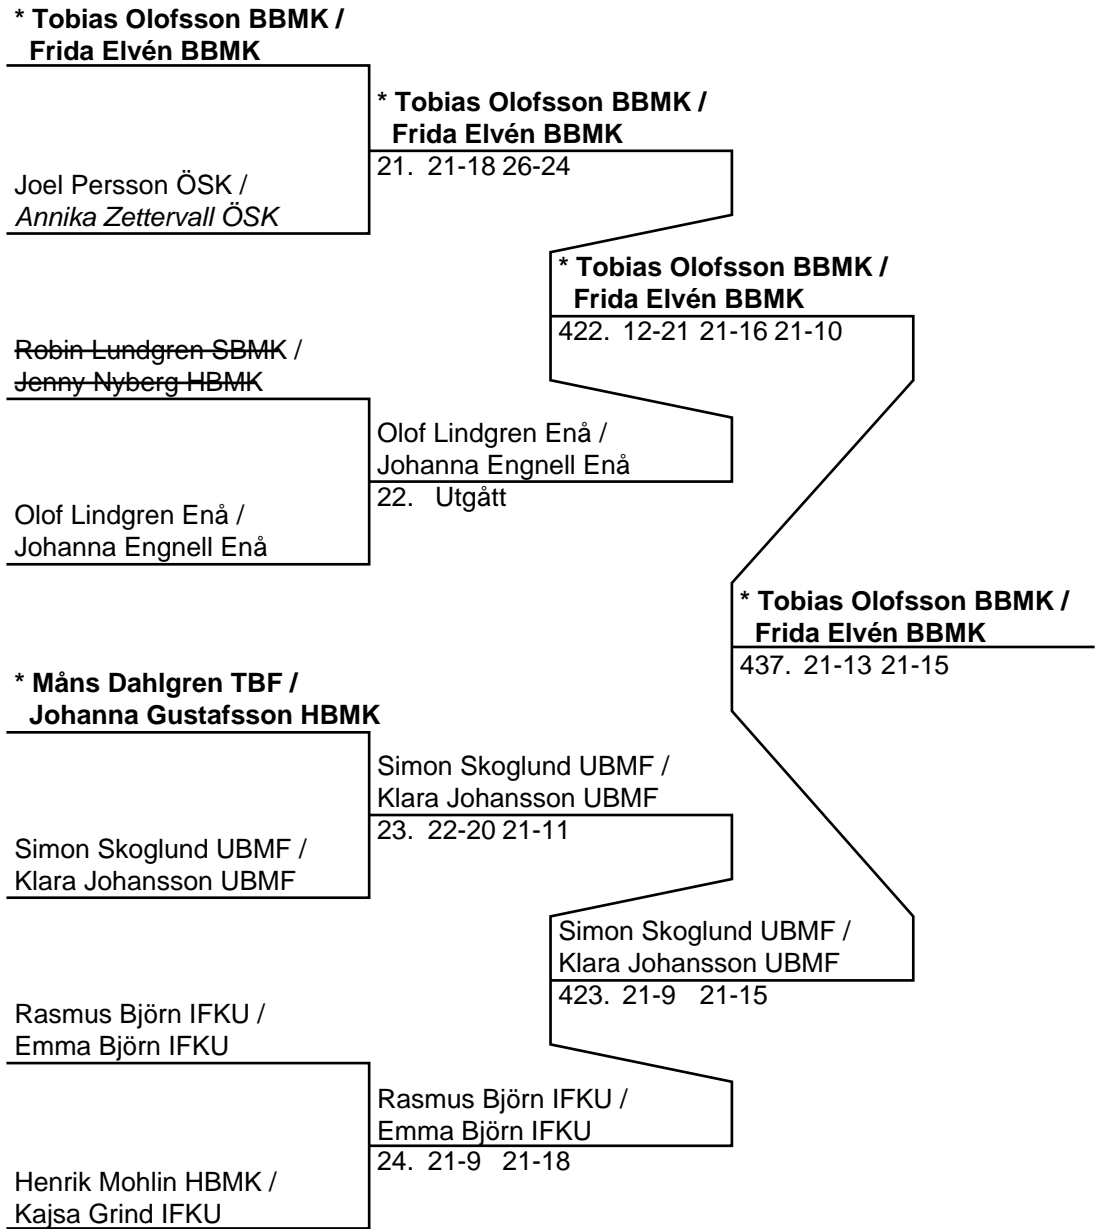 * Tobias Olofsson BBMK /
Frida Elvén BBMK
* Tobias Olofsson BBMK /
Frida Elvén BBMK
21. 21-18 26-24
Joel Persson ÖSK /
Annika Zettervall ÖSK
* Tobias Olofsson BBMK /
Frida Elvén BBMK
422. 12-21 21-16 21-10
Robin Lundgren SBMK /
Jenny Nyberg HBMK
Olof Lindgren Enå /
Johanna Engnell Enå
22. Utgått
Olof Lindgren Enå /
Johanna Engnell Enå
* Tobias Olofsson BBMK /
Frida Elvén BBMK
437. 21-13 21-15
* Måns Dahlgren TBF /
Johanna Gustafsson HBMK
Simon Skoglund UBMF /
Klara Johansson UBMF
23. 22-20 21-11
Simon Skoglund UBMF /
Klara Johansson UBMF
Simon Skoglund UBMF /
Klara Johansson UBMF
423. 21-9 21-15
Rasmus Björn IFKU /
Emma Björn IFKU
Rasmus Björn IFKU /
Emma Björn IFKU
24. 21-9 21-18
Henrik Mohlin HBMK /
Kajsa Grind IFKU